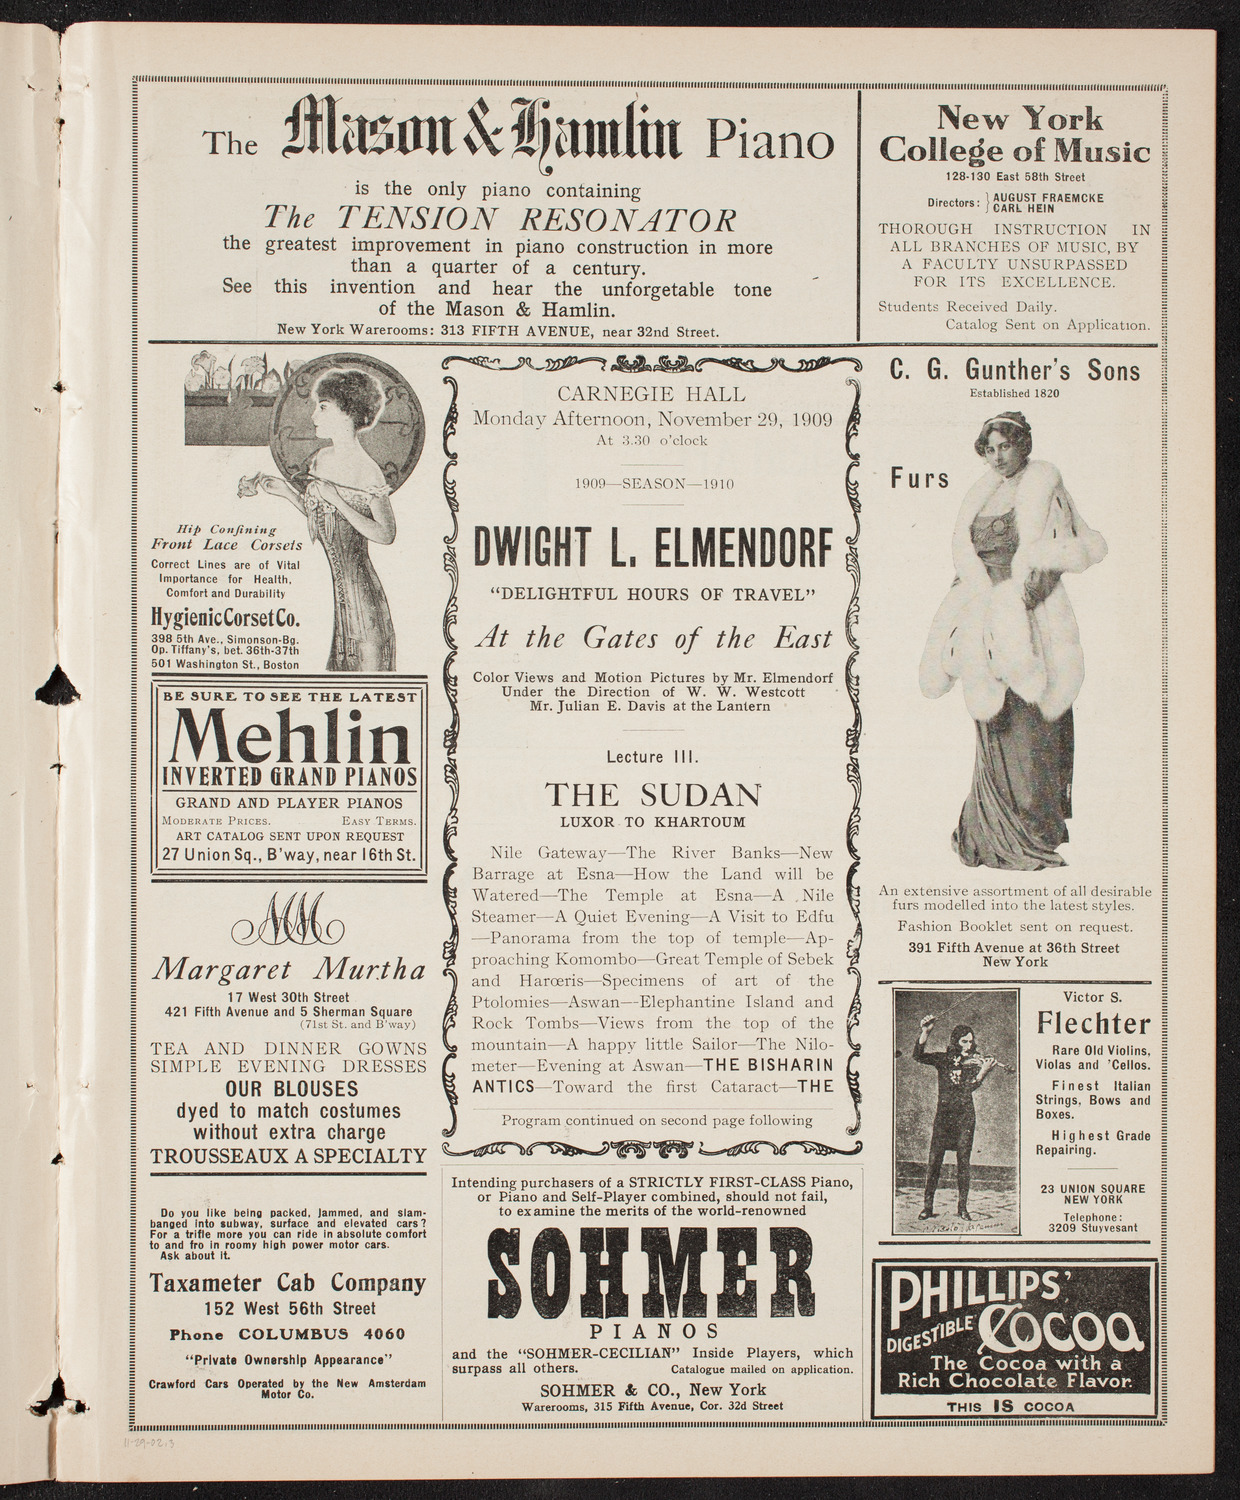 The Mason & Hamlin Piano
is the only piano containing
The TENSION RESONATOR
the greatest improvement in piano construction in more
than a quarter of a century.
See this invention and hear the unforgetable tone
of the Mason & Hamlin.
New York Warerooms: 313 FIFTH AVENUE, near 32nd Street.
New York
College of Music
128-130 East 58th Street
Directors: AUGUST FRAEMCKE
CARL HEIN
THOROUGH INSTRUCTION IN
ALL BRANCHES OF MUSIC, BY
A FACULTY UNSURPASSED
FOR ITS EXCELLENCE.
Students Received Daily.
Catalog Sent on Application.
Hip Confining
Front Lace Corsets
Correct Lines are of Vital
Importance for Health,
Comfort and Durability
Hygienic Corset Co.
398 5th Ave., Simonson-Bg.
Op. Tiffany's, bet. 36th-37th
501 Washington St., Boston
BE SURE TO SEE THE LATEST
Mehlin
INVERTED GRAND PIANOS
GRAND AND PLAYER PIANOS
MODERATE PRICES. EASY TERMS.
ART CATALOG SENT UPON REQUEST
27 Union Sq., B'way, near 16th St.
MM
Margaret Murtha
17 West 30th Street
421 Fifth Avenue and 5 Sherman Square
(71st St. and B'way)
TEA AND DINNER GOWNS
SIMPLE EVENING DRESSES
OUR BLOUSES
dyed to match costumes
without extra charge
TROUSSEAUX A SPECIALTY
Do you like being packed, jammed, and slam-
banged into subway, surface and elevated cars?
For a trifle more you can ride in absolute comfort
to and fro in roomy high power motor cars.
Ask about it.
Taxameter Cab Company
152 West 56th Street
Phone COLUMBUS 4060
"Private Ownership Appearance"
Crawford Cars Operated by the New Amsterdam
Motor Co.
CARNEGIE HALL
Monday Afternoon, November 29, 1909
At 3.30 o'clock
1909—SEASON—1910
DWIGHT L. ELMENDORF
"DELIGHTFUL HOURS OF TRAVEL"
At the Gates of the East
Color Views and Motion Pictures by Mr. Elmendorf
Under the Direction of W. W. Westcott
Mr. Julian E. Davis at the Lantern
Lecture III.
THE SUDAN
LUXOR TO KHARTOUM
Nile Gateway—The River Banks—New
Barrage at Esna—How the Land will be
Watered—The Temple at Esna—A Nile
Steamer—A Quiet Evening—A Visit to Edfu
—Panorama from the top of temple—Ap-
proaching Komombo—Great Temple of Sebek
and Harœris—Specimens of art of the
Ptolomies—Aswan—Elephantine Island and
Rock Tombs—Views from the top of the
mountain—A happy little Sailor—The Nilo-
meter—Evening at Aswan—THE BISHARIN
ANTICS—Toward the first Cataract—THE
Program continued on second page following
Intending purchasers of a STRICTLY FIRST-CLASS Piano,
or Piano and Self-Player combined, should not fail,
to examine the merits of the world-renowned
SOHMER
PIANOS
and the "SOHMER-CECILIAN" Inside Players, which
surpass all others. Catalogue mailed on application.
SOHMER & CO., New York
Warerooms, 315 Fifth Avenue, Cor. 32d Street
C. G. Gunther's Sons
Established 1820
Furs
An extensive assortment of all desirable
furs modelled into the latest styles.
Fashion Booklet sent on request.
391 Fifth Avenue at 36th Street
New York
Victor S.
Flechter
Rare Old Violins,
Violas and 'Cellos.
Finest Italian
Strings, Bows and
Boxes.
Highest Grade
Repairing.
23 UNION SQUARE
NEW YORK
Telephone:
3209 Stuyvesant
PHILLIPS'
DIGESTIBLE COCOA
The Cocoa with a
Rich Chocolate Flavor.
THIS IS COCOA
11-29-02.3